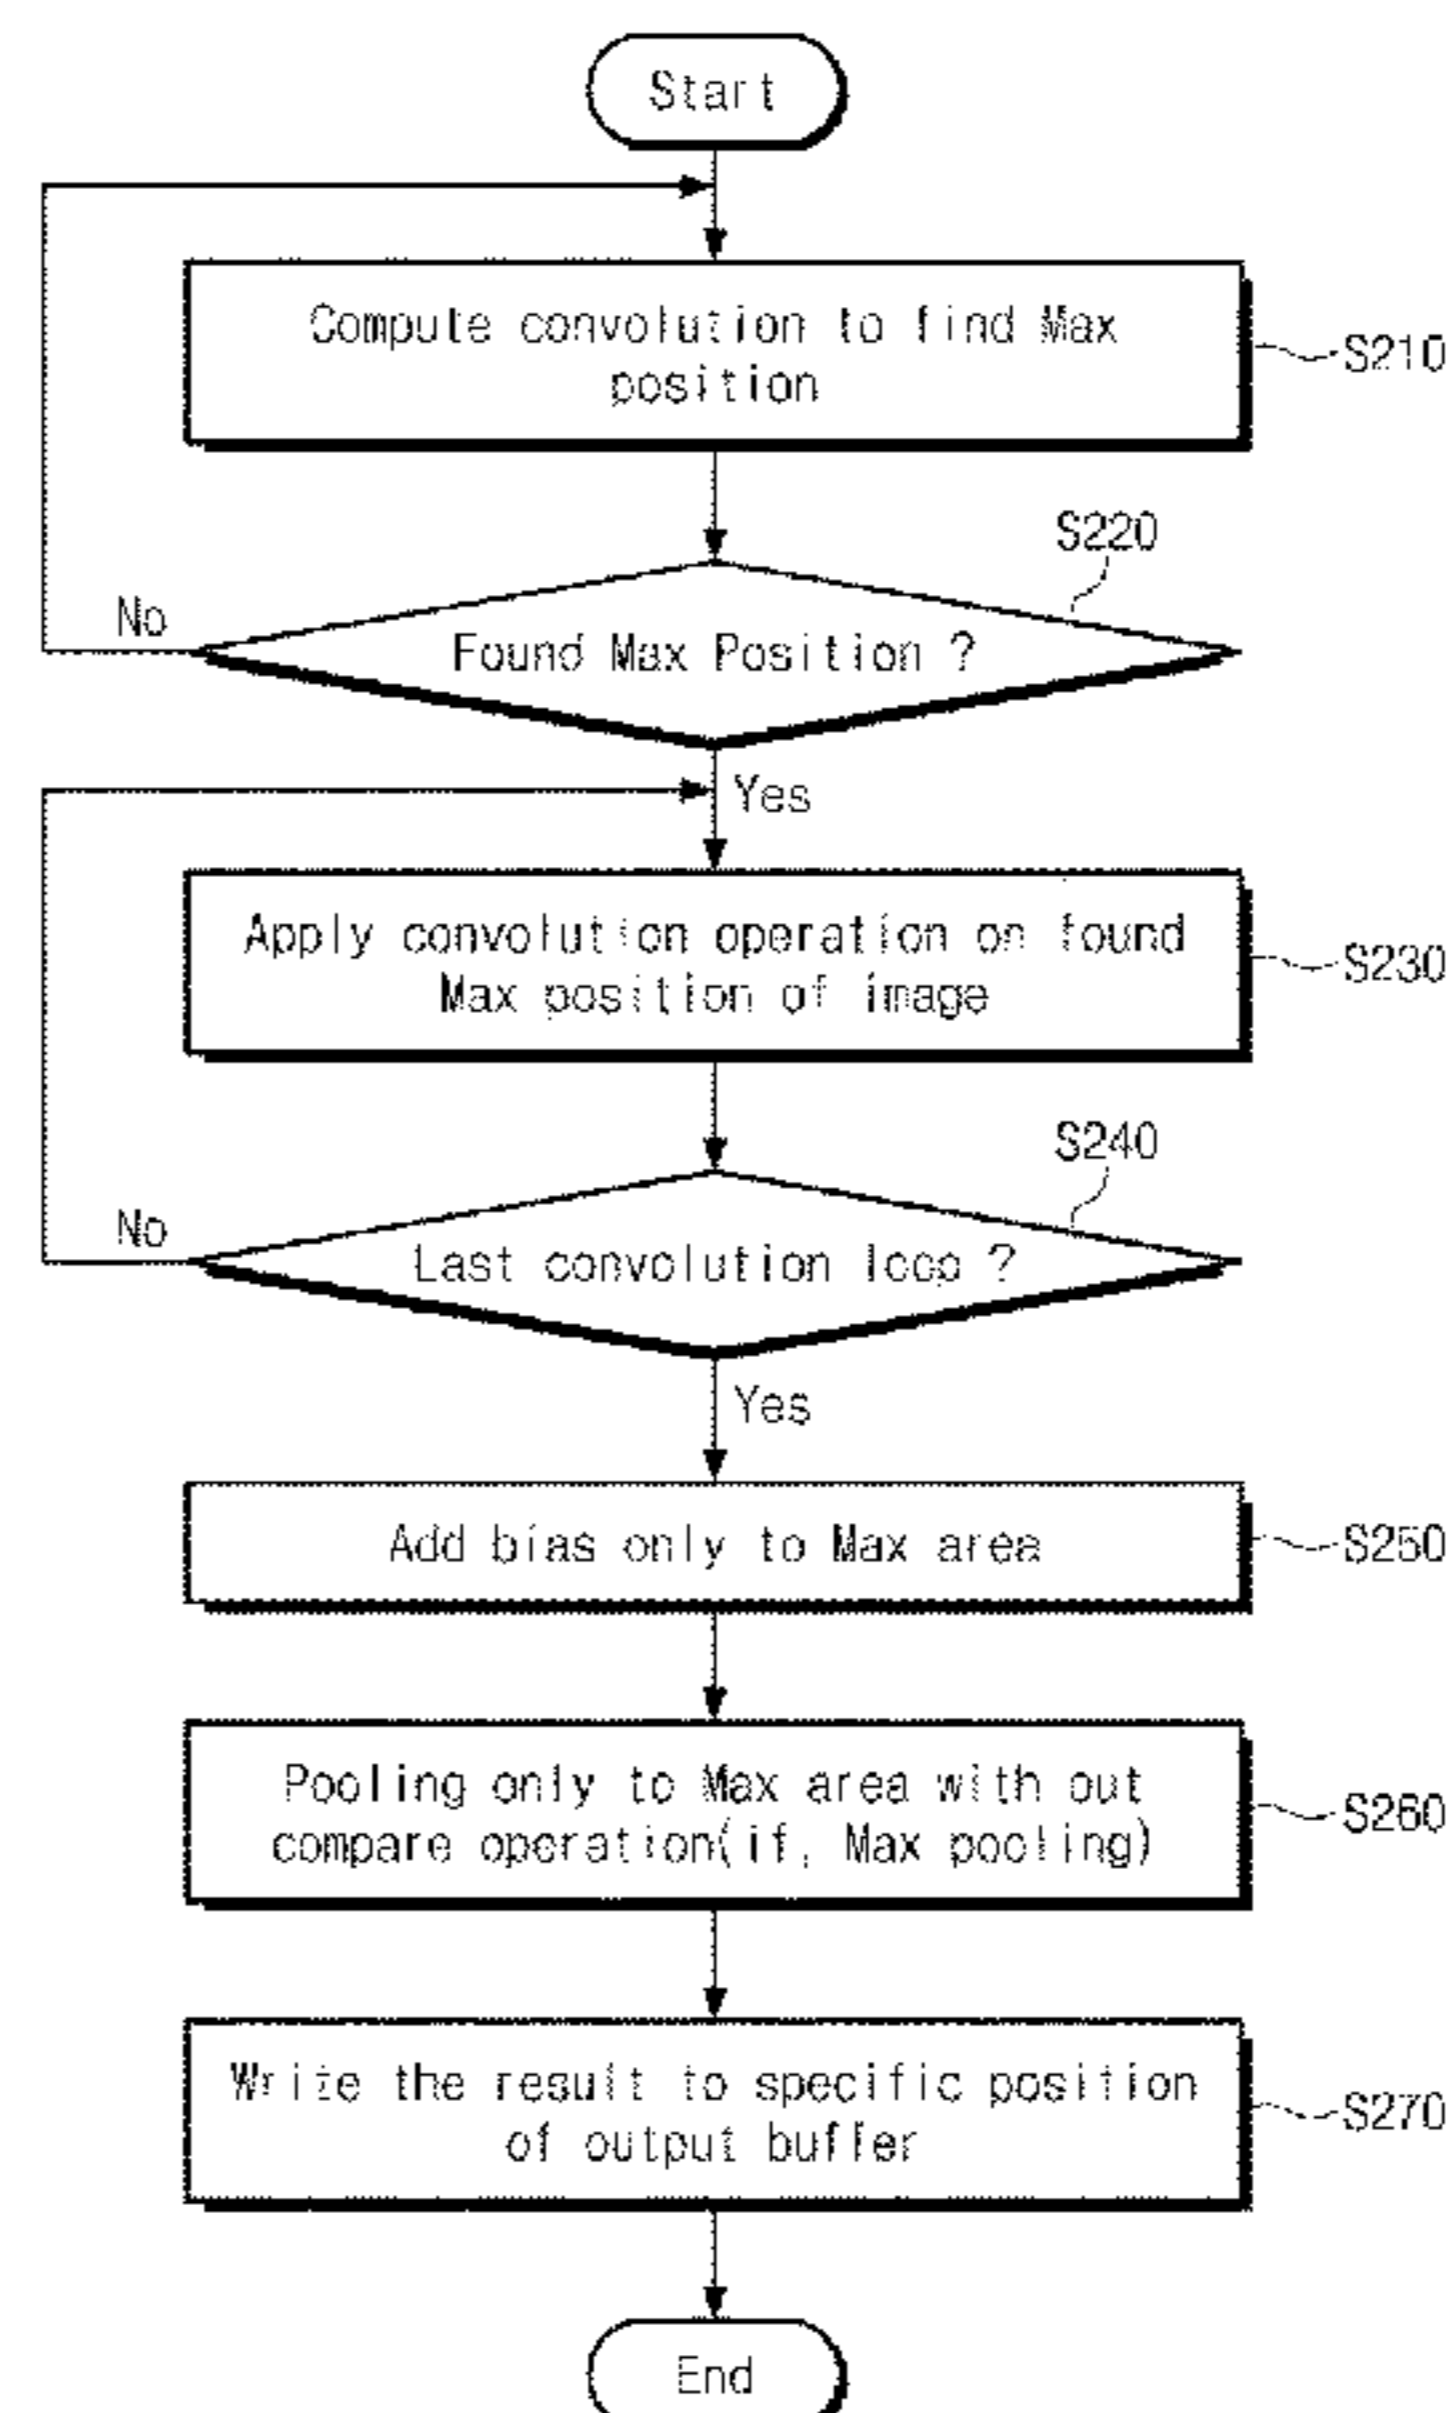 Start
Compute convolution to find Max
position
S210
S220
No
Found Max Position ?
Yes
Apply convolution operation on found
Max position of image
S230
S240
No
Last convolution loop ?
Yes
Add bias only to Max area
S250
Pooling only to Max area with out
compare operation(if, Max pooling)
S260
Write the result to specific position
of output buffer
S270
End